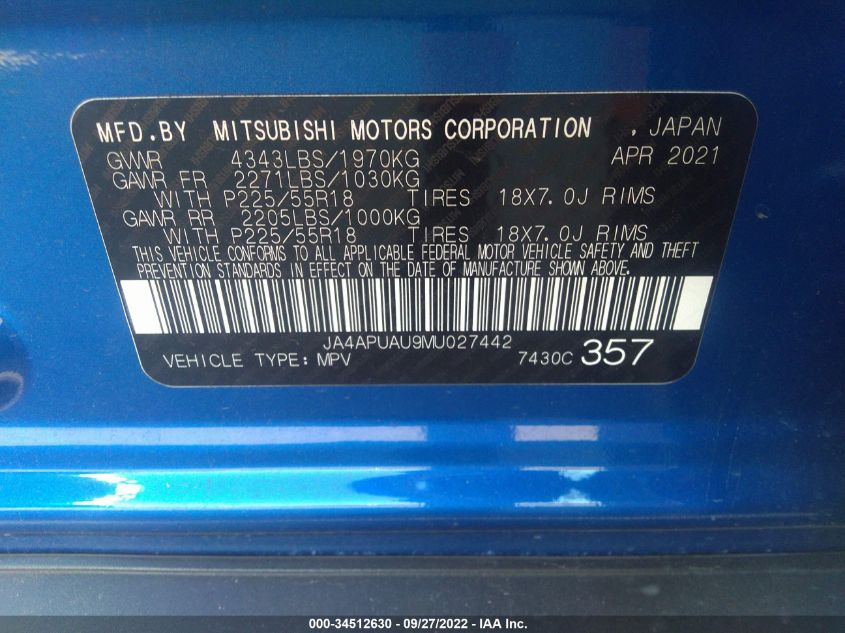 MFD.BY MITSUBISHI MOTORS CORPORATION , JAPAN
GVWR 4343LBS/1970KG APR 2021
GAWR FR 2271LBS/1030KG
WITH P225/55R18 TIRES 18X7.0J RIMS
GAWR RR 2205LBS/1000KG
WITH P225/55R18 TIRES 18X7.0J RIMS
THIS VEHICLE CONFORMS TO ALL APPLICABLE FEDERAL MOTOR VEHICLE SAFETY AND THEFT
PREVENTION STANDARDS IN EFFECT ON THE DATE OF MANUFACTURE SHOWN ABOVE.
JA4APUAU9MU027442
VEHICLE TYPE: MPV 7430C 357
000-34512630 - 09/27/2022 - IAA Inc.